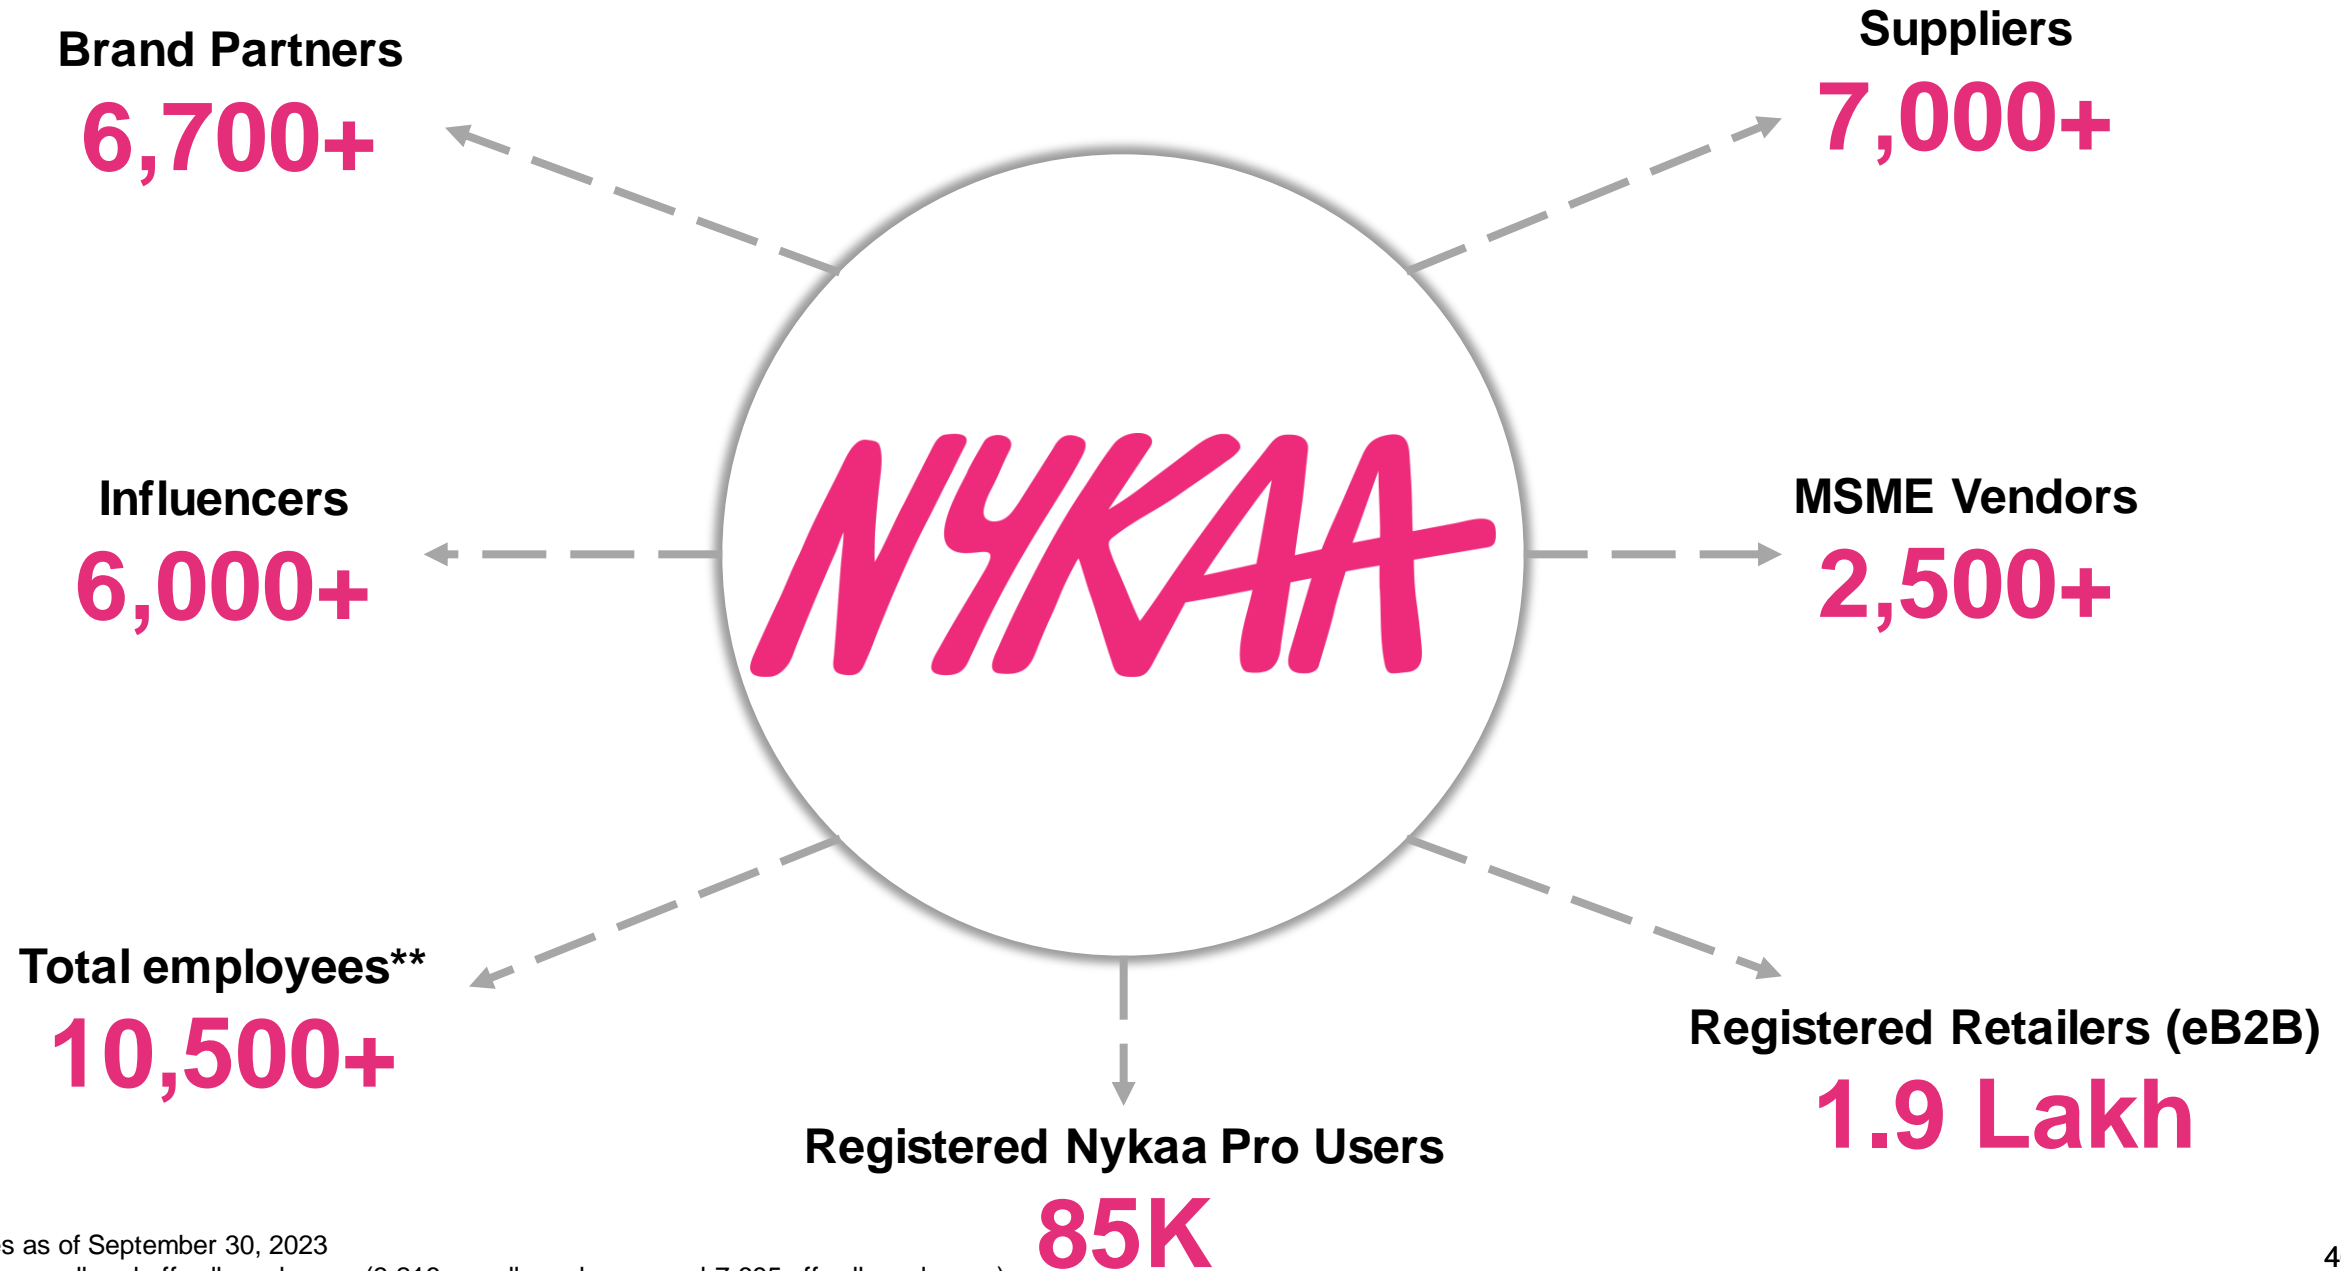 Brand Partners
6,700+
Suppliers
7,000+
NYKAA
Influencers
6,000+
MSME Vendors
2,500+
Total employees**
10,500+
Registered Retailers (eB2B)
1.9 Lakh
Registered Nykaa Pro Users
85K
as of September 30, 2023